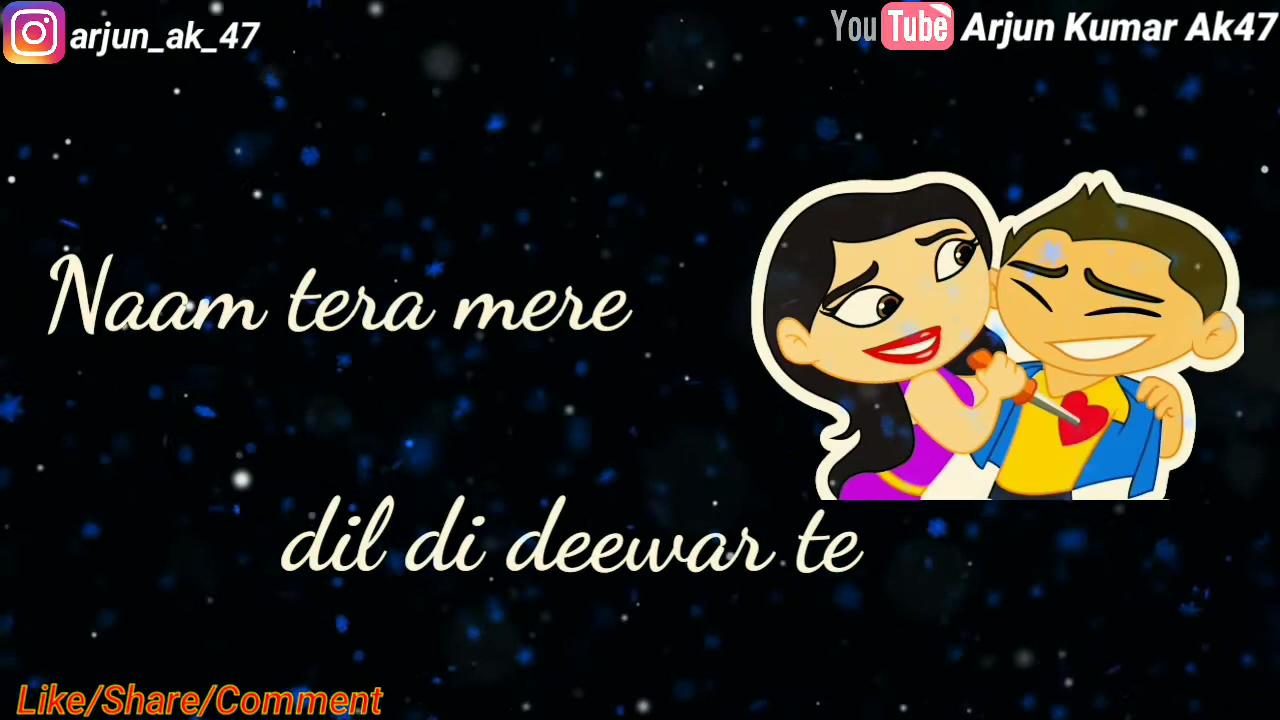 arjun_ak_47
YouTube Arjun Kumar Ak47
Naam tera mere
dil di deewar te
Like/Share/Comment